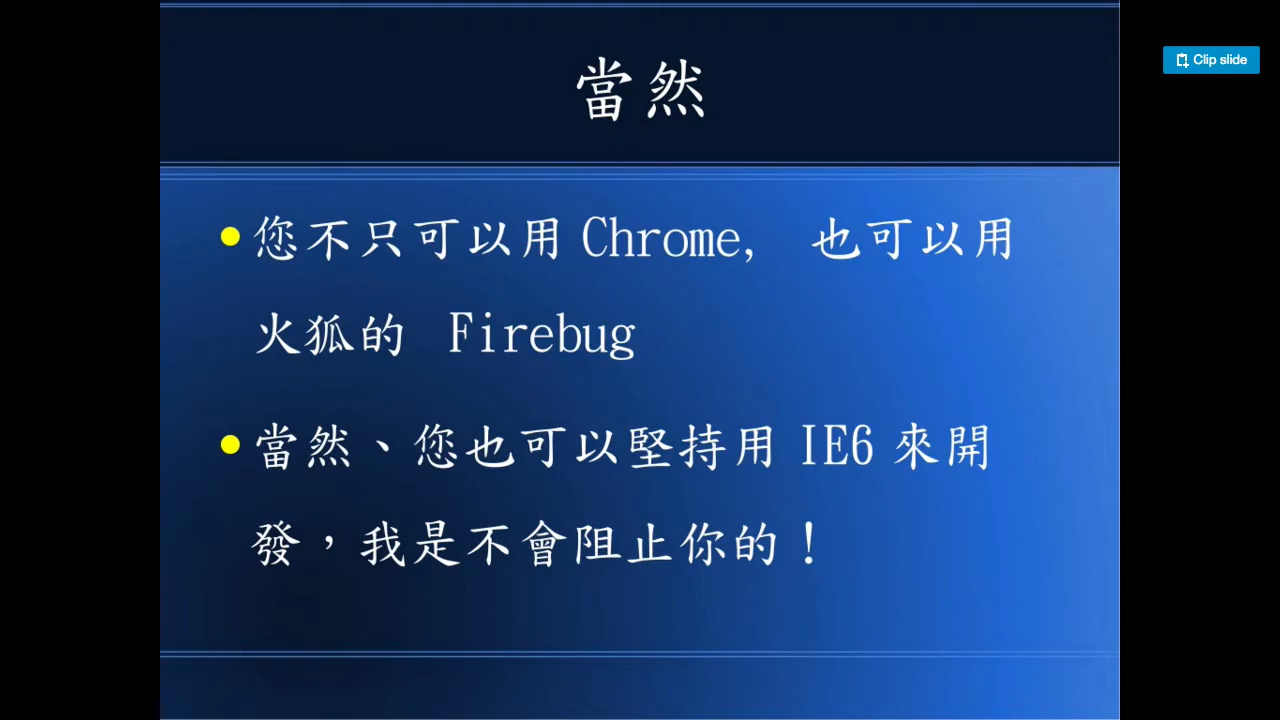 Clip slide
當然
您不只可以用 Chrome, 也可以用
火狐的 Firebug
當然、您也可以堅持用 IE6 來開
發，我是不會阻止你的！